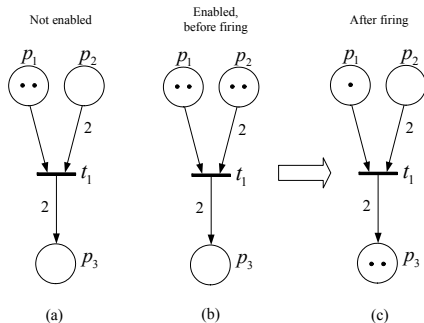 Not enabled
Enabled,
before firing
After firing
p1
p2
2
t1
2
p3
(a)
p1
p2
2
t1
2
p3
(b)
p1
p2
2
t1
2
p3
(c)